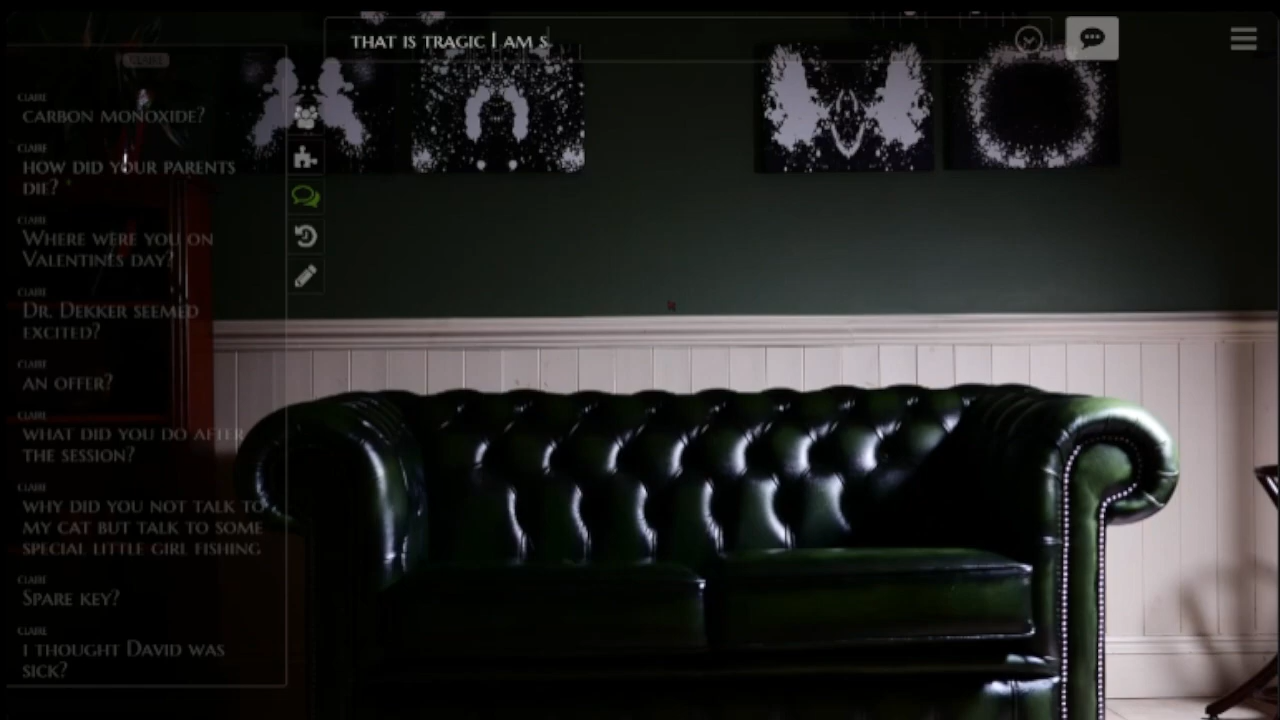 THAT IS TRAGIC I AM S
CLAIRE
CLAIRE
CARBON MONOXIDE?
CLAIRE
HOW DID YOUR PARENTS
DIE?
CLAIRE
WHERE WERE YOU ON
VALENTINES DAY?
CLAIRE
DR. DEKKER SEEMED
EXCITED?
CLAIRE
AN OFFER?
CLAIRE
WHAT DID YOU DO AFTER
THE SESSION?
CLAIRE
WHY DID YOU NOT TALK TO
MY CAT BUT TALK TO SOME
SPECIAL LITTLE GIRL FISHING
CLAIRE
SPARE KEY?
CLAIRE
I THOUGHT DAVID WAS
SICK?